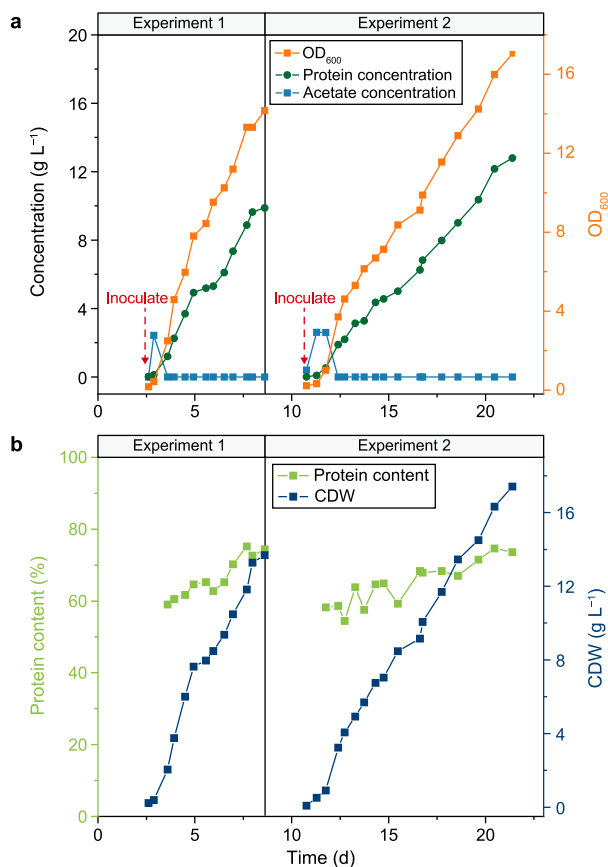 a
Experiment 1 Experiment 2
OD₆₀₀
Protein concentration
Acetate concentration
Inoculate Inoculate
Concentration (g L⁻¹)
20
16
12
8
4
0
OD₆₀₀
16
12
8
4
0
0 5 10 15 20
b
Experiment 1 Experiment 2
Protein content
CDW
Protein content (%)
100
80
60
40
20
0
CDW (g L⁻¹)
16
12
8
4
0
0 5 10 15 20
Time (d)